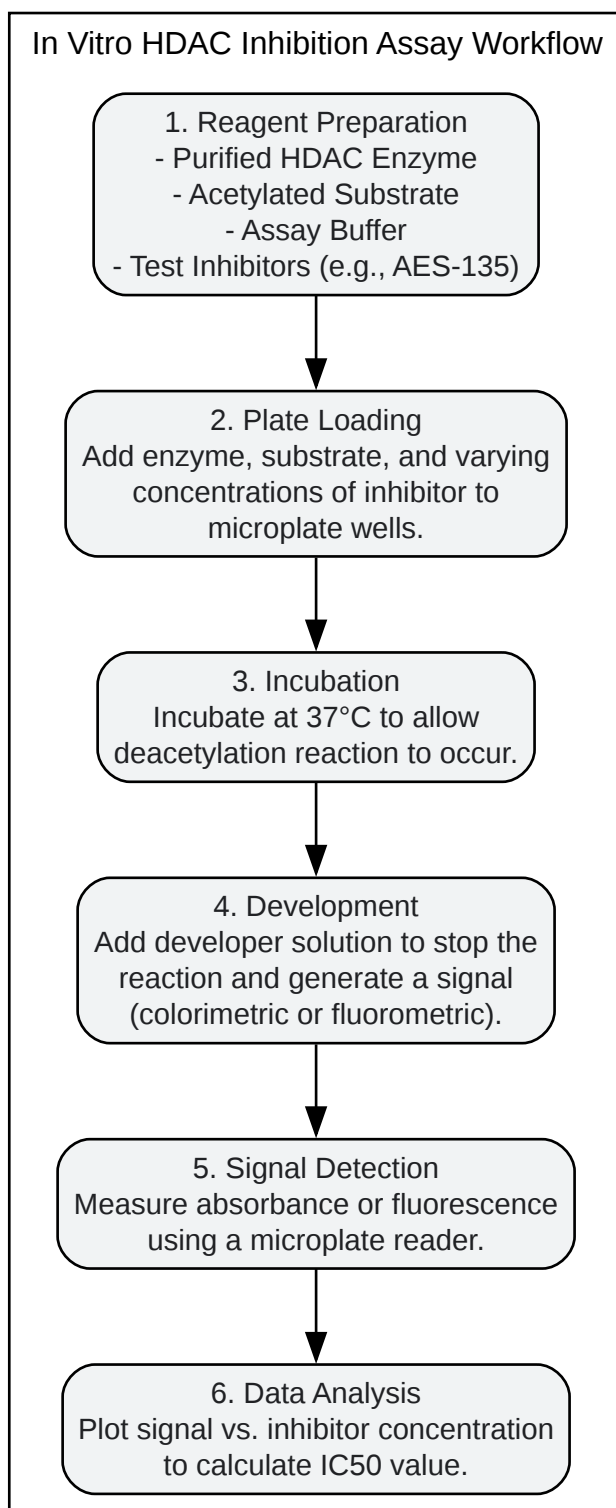 In Vitro HDAC Inhibition Assay Workflow
1. Reagent Preparation
- Purified HDAC Enzyme
- Acetylated Substrate
- Assay Buffer
- Test Inhibitors (e.g., AES-135)
2. Plate Loading
Add enzyme, substrate, and varying
concentrations of inhibitor to
microplate wells.
3. Incubation
Incubate at 37°C to allow
deacetylation reaction to occur.
4. Development
Add developer solution to stop the
reaction and generate a signal
(colorimetric or fluorometric).
5. Signal Detection
Measure absorbance or fluorescence
using a microplate reader.
6. Data Analysis
Plot signal vs. inhibitor concentration
to calculate IC50 value.